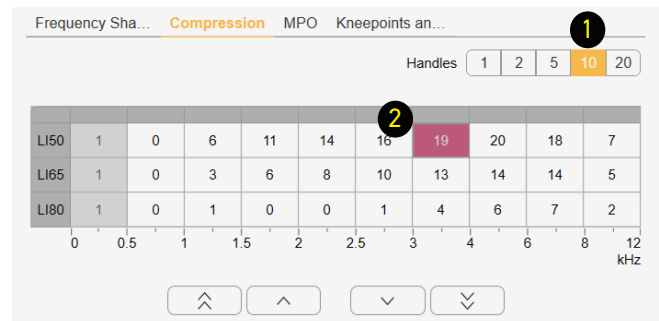 Frequency Sha... Compression MPO Kneepoints an...
1
Handles 1 2 5 10 20
2
LI50 1 0 6 11 14 16 19 20 18 7
LI65 1 0 3 6 8 10 13 14 14 5
LI80 1 0 1 0 0 1 4 6 7 2
0 0.5 1 1.5 2 2.5 3 4 6 8 12
kHz